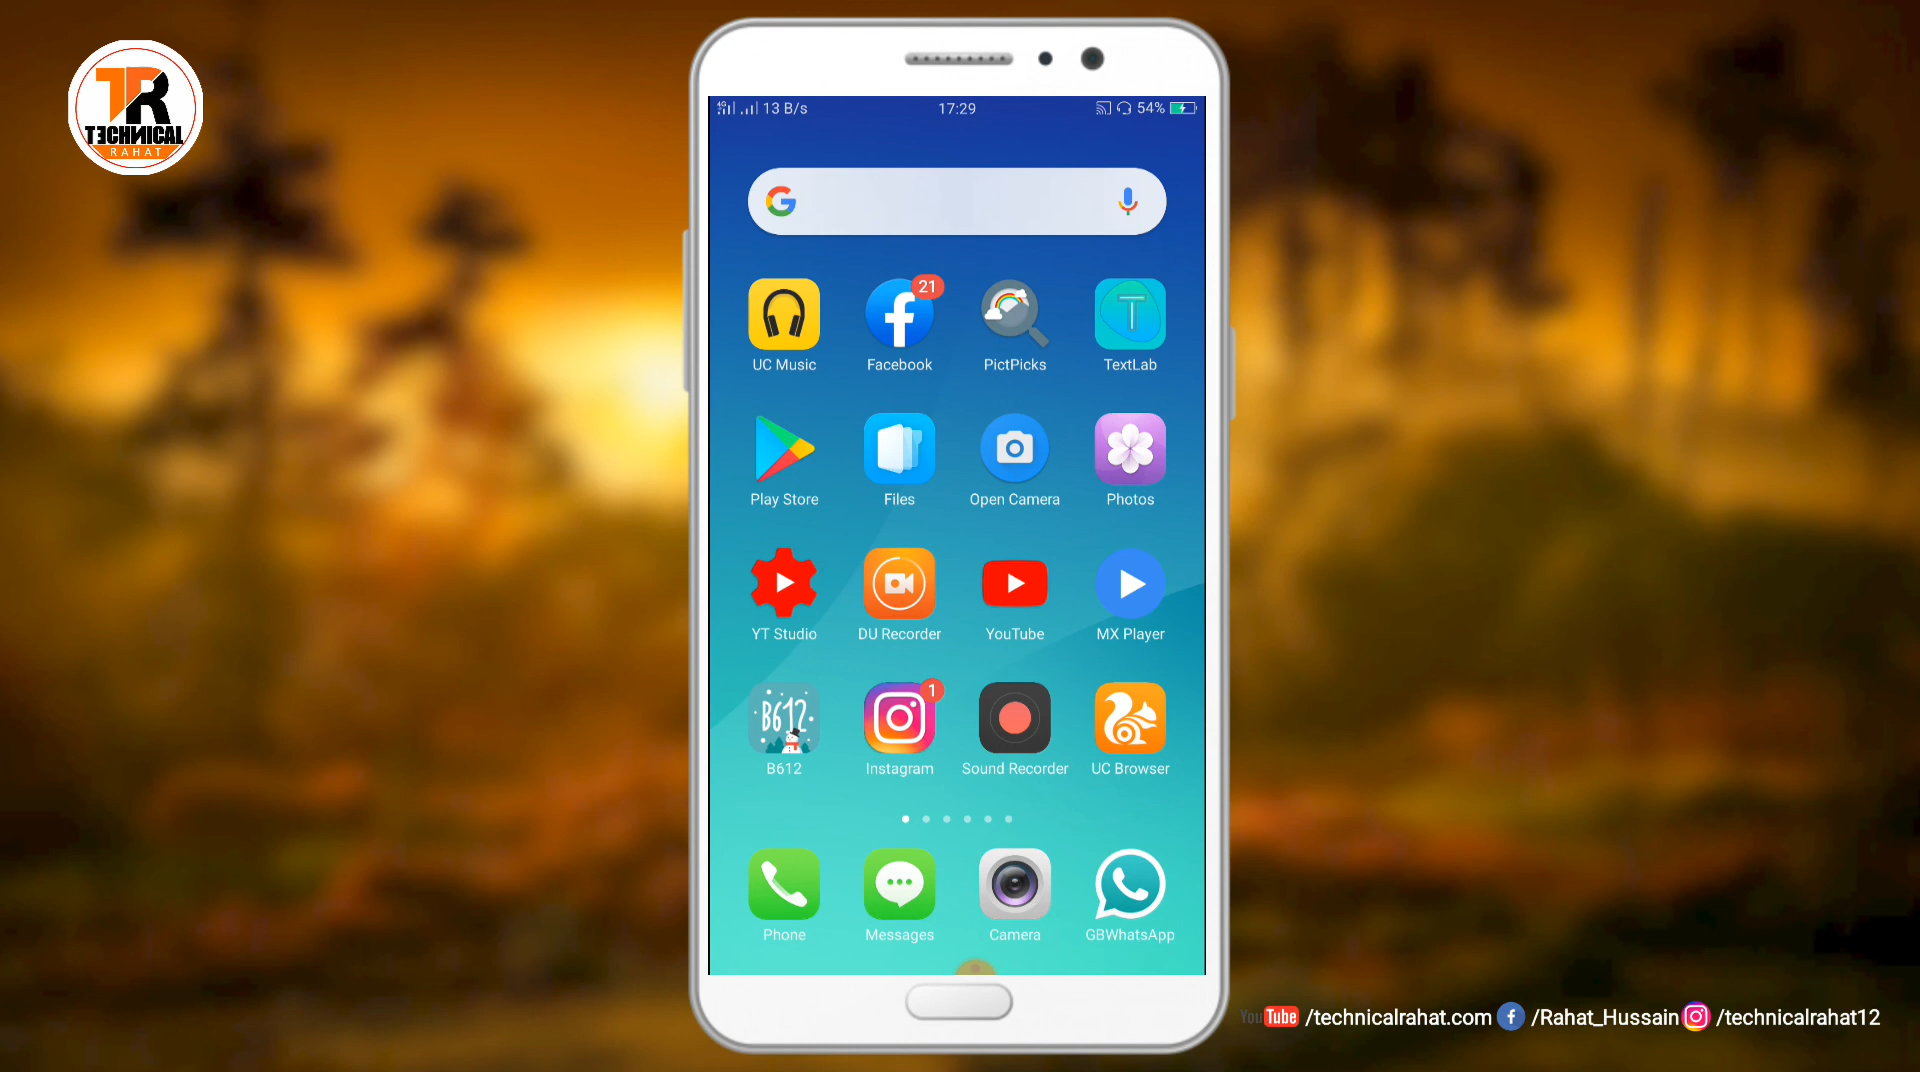 TR
TECHNICAL
RAHAT
4G 13 B/s 17:29 54%
G
21
T
UC Music Facebook PictPicks TextLab
Play Store Files Open Camera Photos
YT Studio DU Recorder YouTube MX Player
B612
1
B612 Instagram Sound Recorder UC Browser
Phone Messages Camera GBWhatsApp
YouTube /technicalrahat.com f /Rahat_Hussain /technicalrahat12